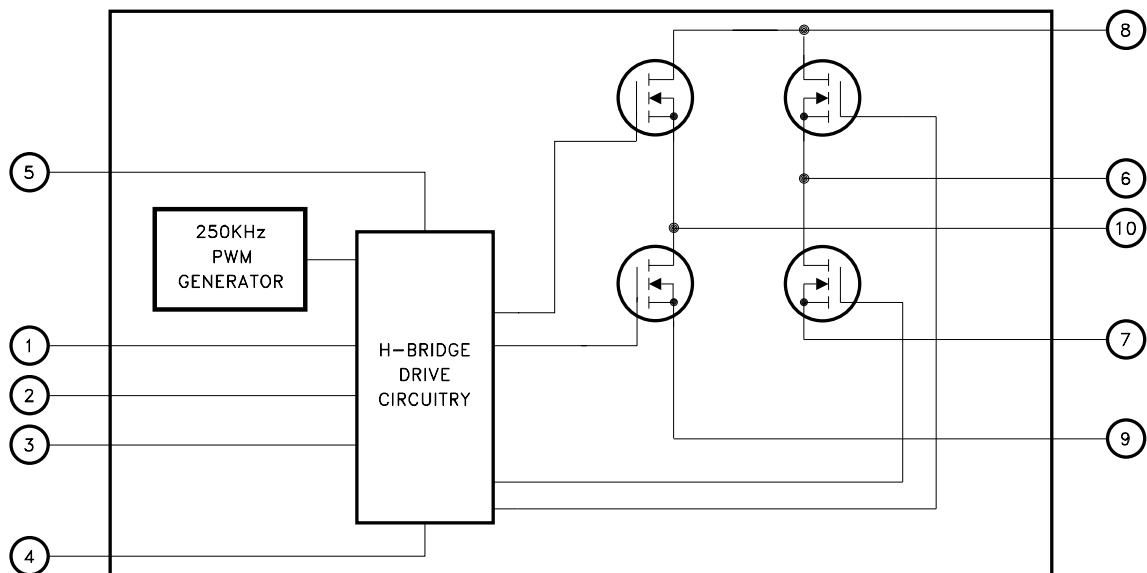 8
5
6
250KHz
PWM
GENERATOR
10
1
H-BRIDGE
DRIVE
CIRCUITRY
7
2
3
9
4